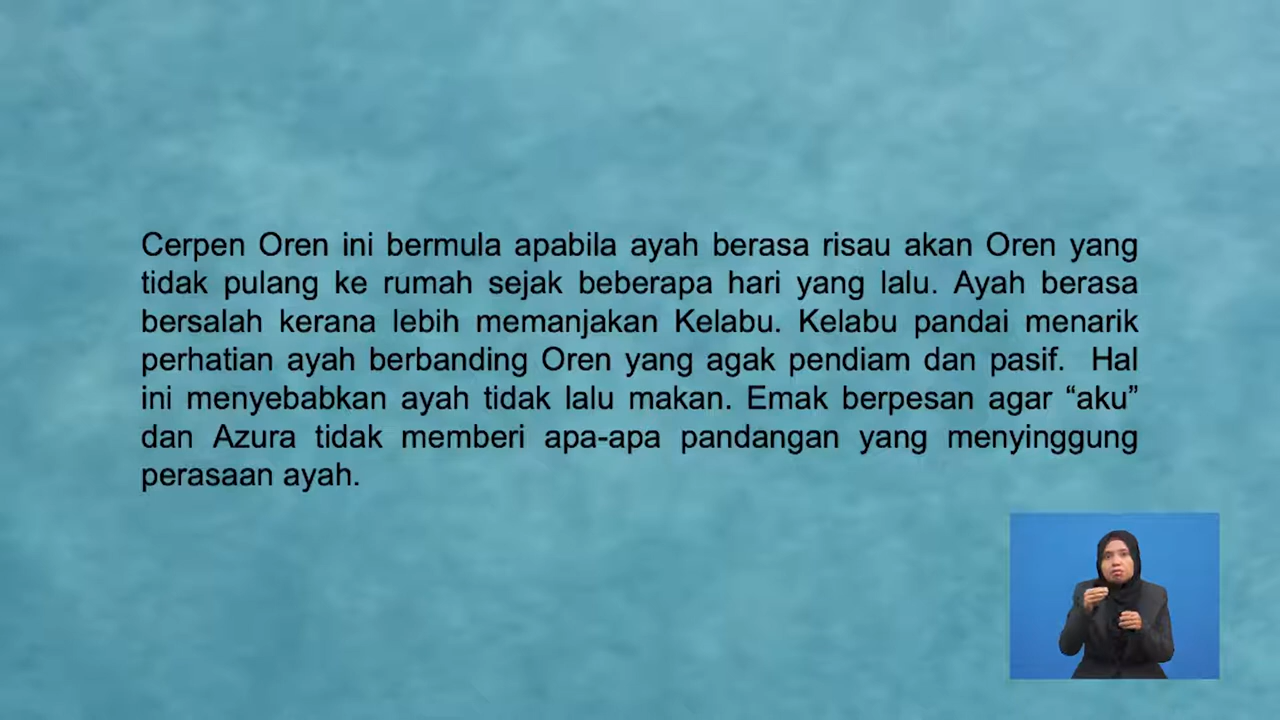 Cerpen Oren ini bermula apabila ayah berasa risau akan Oren yang
tidak pulang ke rumah sejak beberapa hari yang lalu. Ayah berasa
bersalah kerana lebih memanjakan Kelabu. Kelabu pandai menarik
perhatian ayah berbanding Oren yang agak pendiam dan pasif.  Hal
ini menyebabkan ayah tidak lalu makan. Emak berpesan agar “aku”
dan Azura tidak memberi apa-apa pandangan yang menyinggung
perasaan ayah.